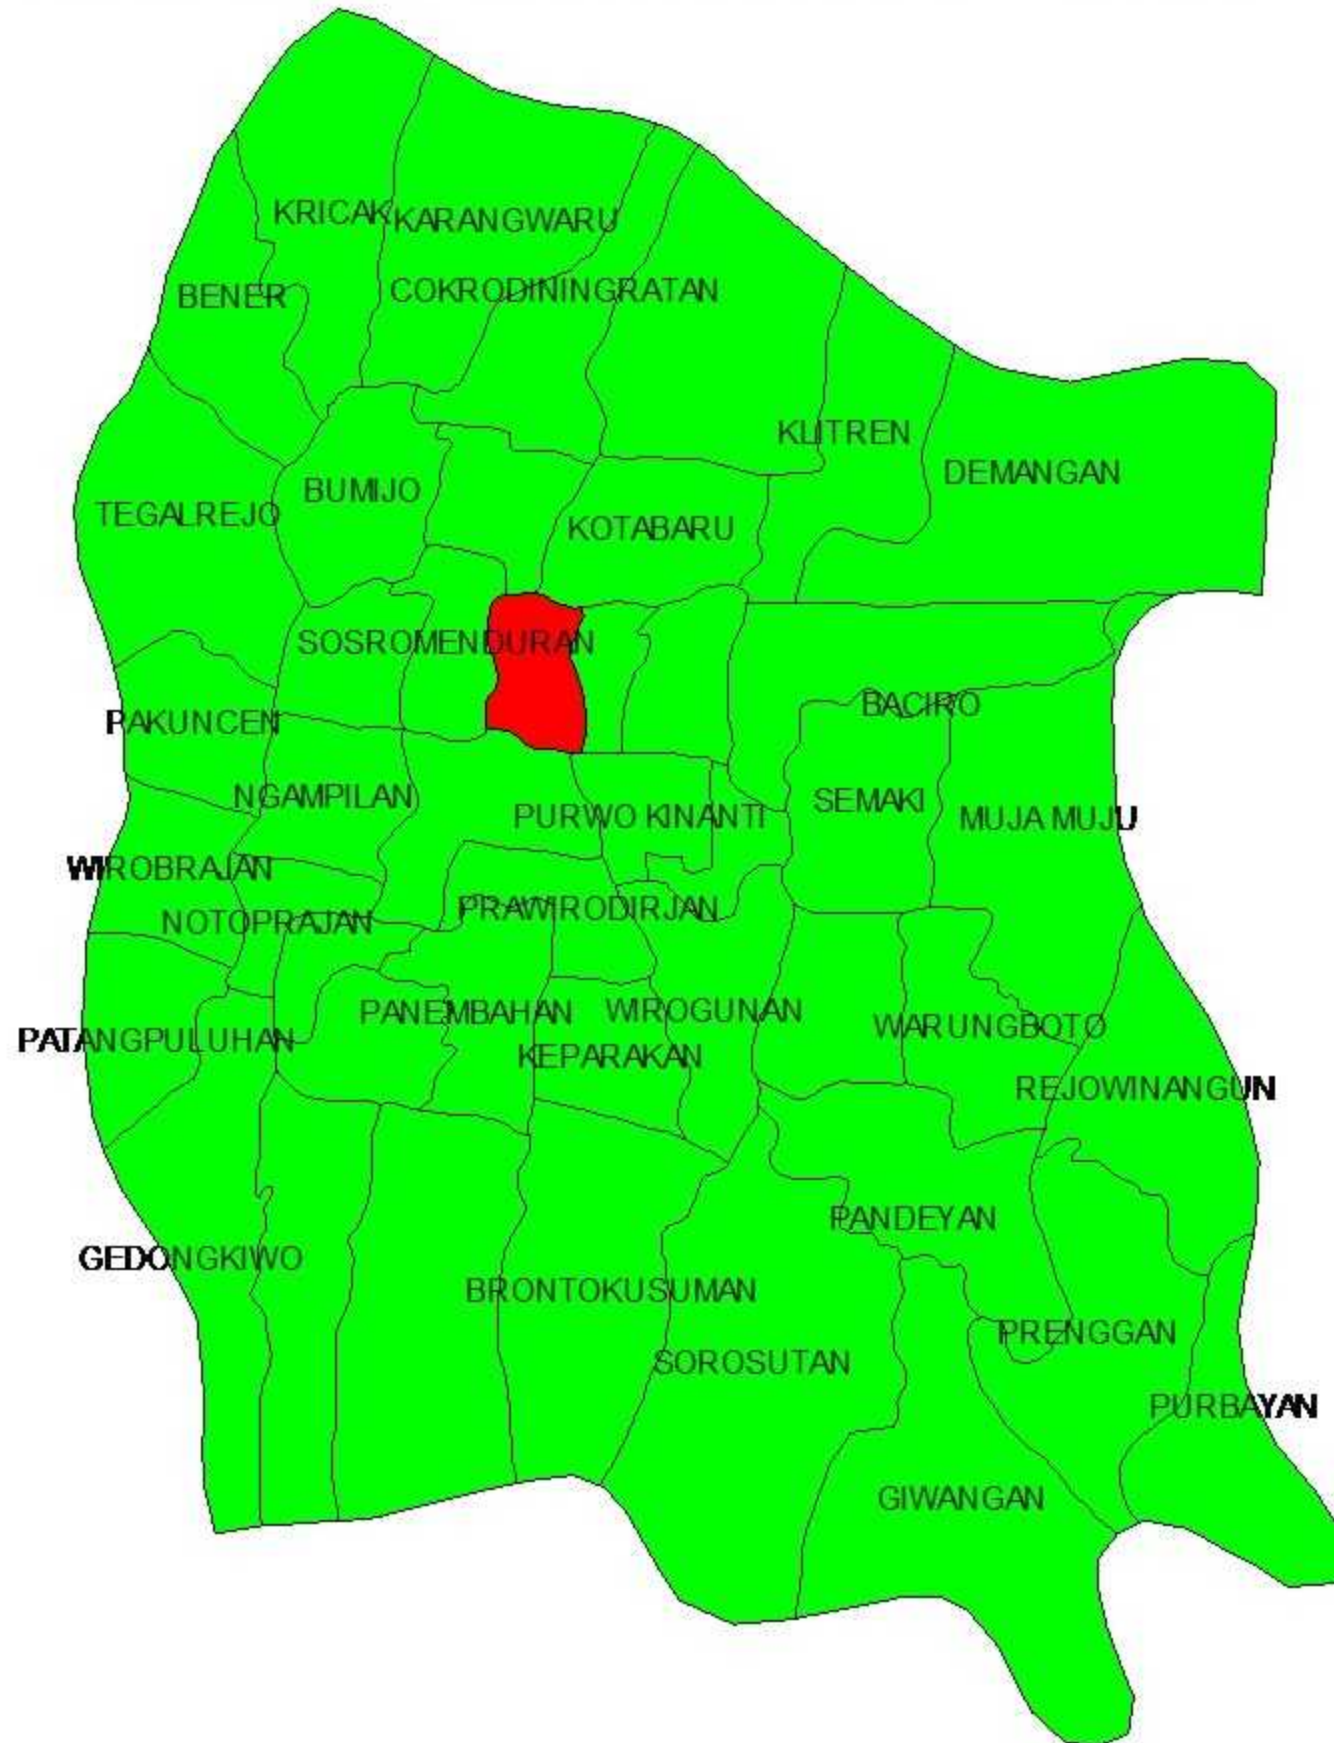 KRICAK
KARANGWARU
BENER
COKRODININGRATAN
KLITREN
DEMANGAN
BUMIJO
TEGALREJO
KOTABARU
SOSROMENDURAN
BACIRO
PAKUNCEN
NGAMPILAN
PURWO KINANTI
SEMAKI
MUJA MUJU
WIROBRAJAN
NOTOPRAJAN
PRAWIRODIRJAN
PANEMBAHAN
WIROGUNAN
WARUNGBOTO
PATANGPULUHAN
KEPARAKAN
REJOWINANGUN
PANDEYAN
GEDONGKIWO
BRONTOKUSUMAN
PRENGGAN
SOROSUTAN
PURBAYAN
GIWANGAN